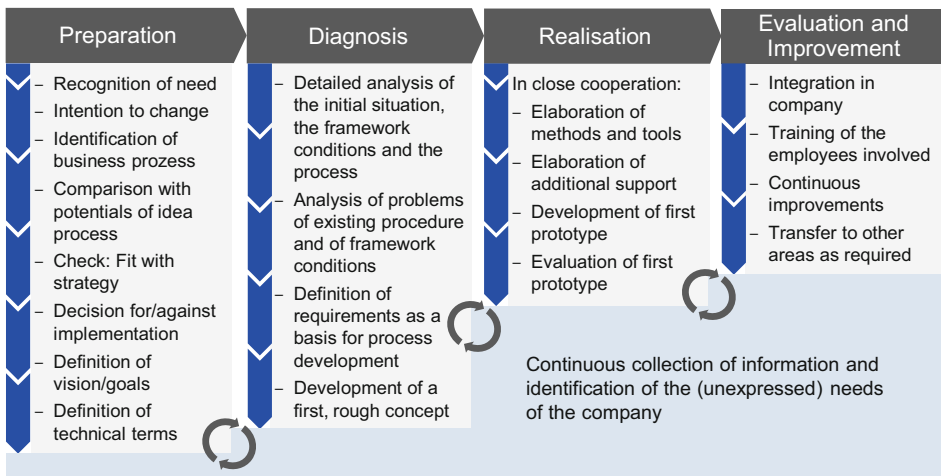 Preparation
– Recognition of need
– Intention to change
– Identification of
business prozess
– Comparison with
potentials of idea
process
– Check: Fit with
strategy
– Decision for/against
implementation
– Definition of
vision/goals
– Definition of
technical terms
Diagnosis
– Detailed analysis of
the initial situation,
the framework
conditions and the
process
– Analysis of problems
of existing procedure
and of framework
conditions
– Definition of
requirements as a
basis for process
development
– Development of a
first, rough concept
Realisation
In close cooperation:
– Elaboration of
methods and tools
– Elaboration of
additional support
– Development of first
prototype
– Evaluation of first
prototype
Evaluation and
Improvement
– Integration in
company
– Training of the
employees involved
– Continuous
improvements
– Transfer to other
areas as required
Continuous collection of information and
identification of the (unexpressed) needs
of the company